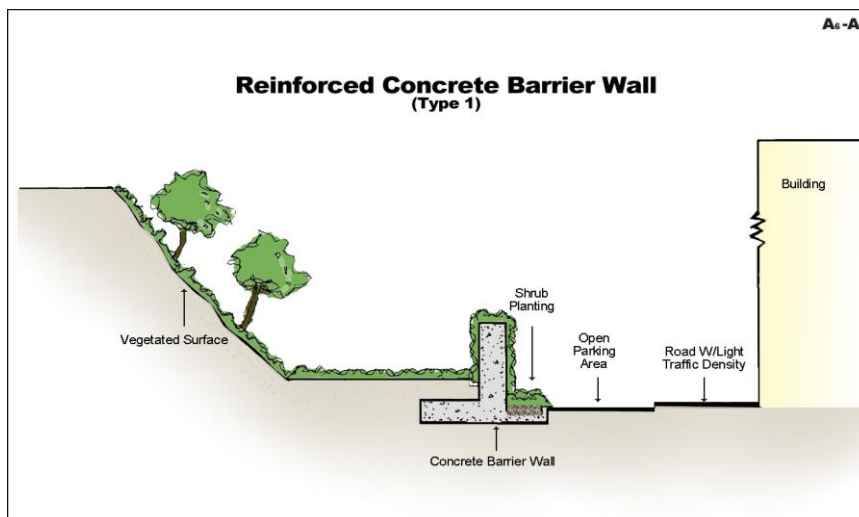 A6-A
Reinforced Concrete Barrier Wall
(Type 1)
Building
Shrub
Planting
Vegetated Surface
Open
Parking
Area
Road W/Light
Traffic Density
Concrete Barrier Wall